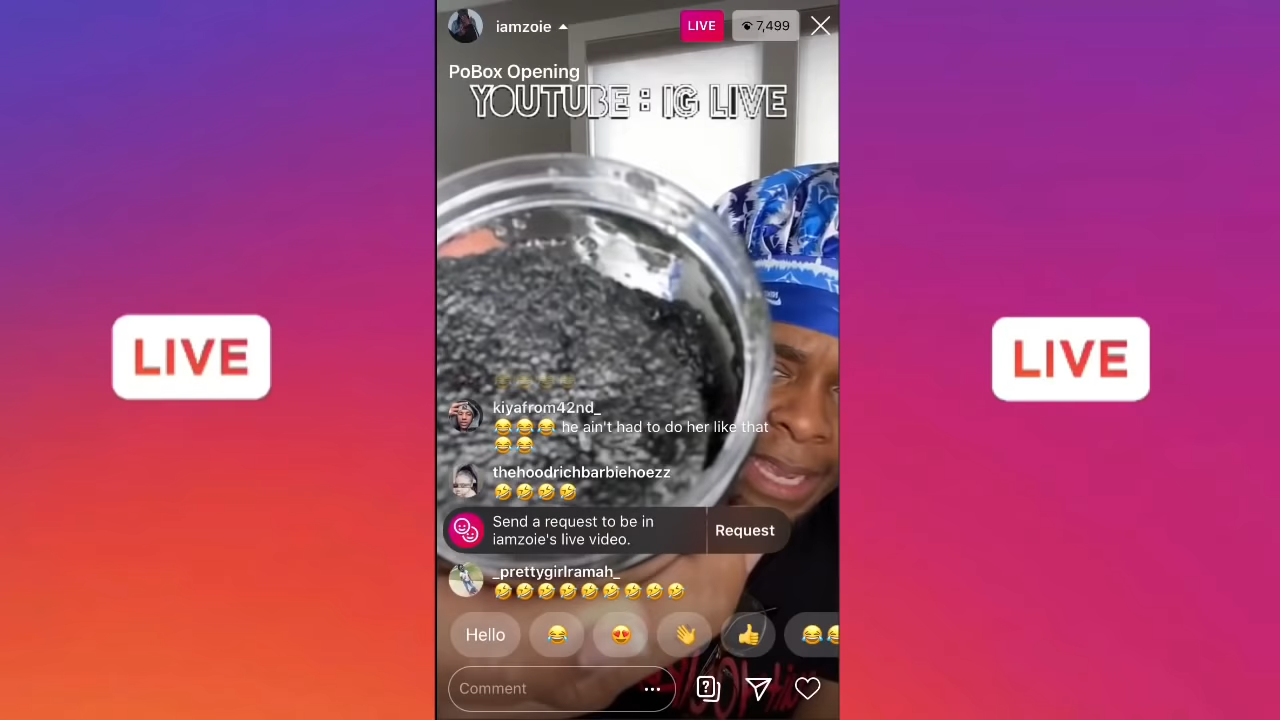 iamzoie
LIVE
7,499
PoBox Opening
YOUTUBE : IG LIVE
LIVE
LIVE
😂😂😂😂
kiyafrom42nd_
😂😂😂 he ain't had to do her like that
😂😂
thehoodrichbarbiehoezz
🤣🤣🤣🤣
Send a request to be in
iamzoie's live video.
Request
_prettygirlramah_
🤣🤣🤣🤣🤣🤣🤣🤣🤣
Hello 😂 😍 👋 👍 😂😂
Comment